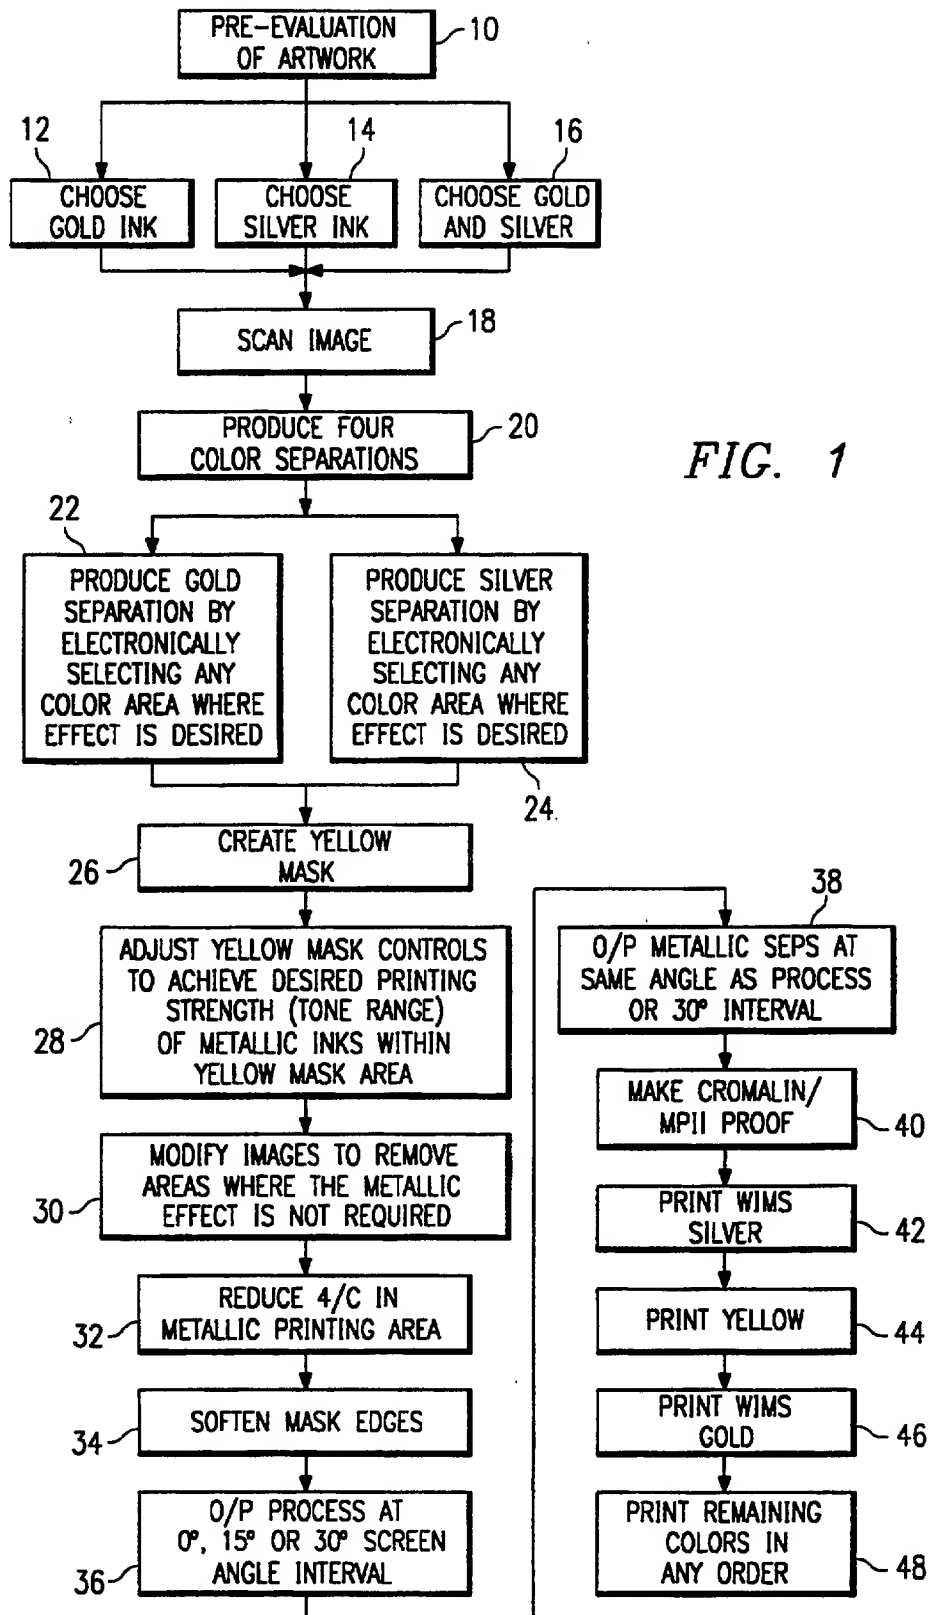 PRE-EVALUATION
OF ARTWORK
10
12
14
16
CHOOSE
GOLD INK
CHOOSE
SILVER INK
CHOOSE GOLD
AND SILVER
SCAN IMAGE
18
PRODUCE FOUR
COLOR SEPARATIONS
20
FIG. 1
22
PRODUCE GOLD
SEPARATION BY
ELECTRONICALLY
SELECTING ANY
COLOR AREA WHERE
EFFECT IS DESIRED
PRODUCE SILVER
SEPARATION BY
ELECTRONICALLY
SELECTING ANY
COLOR AREA WHERE
EFFECT IS DESIRED
24
CREATE YELLOW
MASK
26
ADJUST YELLOW MASK CONTROLS
TO ACHIEVE DESIRED PRINTING
STRENGTH (TONE RANGE)
OF METALLIC INKS WITHIN
YELLOW MASK AREA
28
MODIFY IMAGES TO REMOVE
AREAS WHERE THE METALLIC
EFFECT IS NOT REQUIRED
30
REDUCE 4/C IN
METALLIC PRINTING AREA
32
SOFTEN MASK EDGES
34
O/P PROCESS AT
0°, 15° OR 30° SCREEN
ANGLE INTERVAL
36
38
O/P METALLIC SEPS AT
SAME ANGLE AS PROCESS
OR 30° INTERVAL
MAKE CROMALIN/
MPII PROOF
40
PRINT WIMS
SILVER
42
PRINT YELLOW
44
PRINT WIMS
GOLD
46
PRINT REMAINING
COLORS IN
ANY ORDER
48